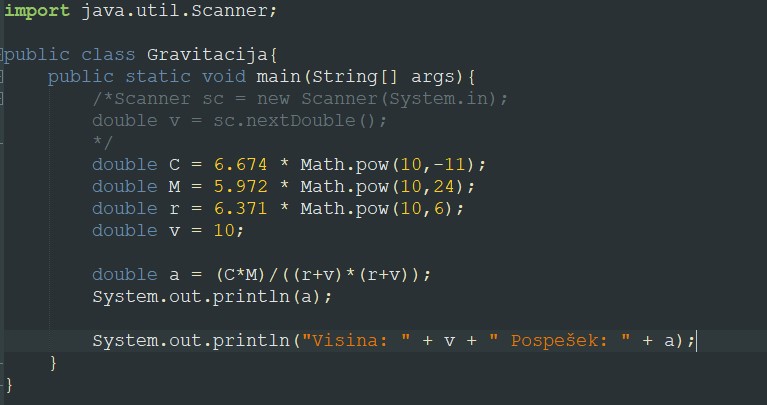 import java.util.Scanner;
public class Gravitacija{
public static void main(String[] args){
/*Scanner sc = new Scanner(System.in);
double v = sc.nextDouble();
*/
double C = 6.674 * Math.pow(10,-11);
double M = 5.972 * Math.pow(10,24);
double r = 6.371 * Math.pow(10,6);
double v = 10;
double a = (C*M)/((r+v)*(r+v));
System.out.println(a);
System.out.println("Visina: " + v + " Pospešek: " + a);
}
}